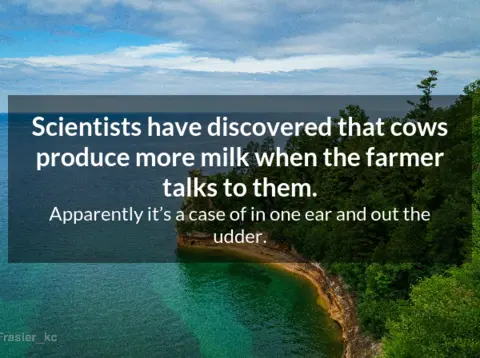 Scientists have discovered that cows
produce more milk when the farmer
talks to them.
Apparently it's a case of in one ear and out the
udder.
Frasier_kc